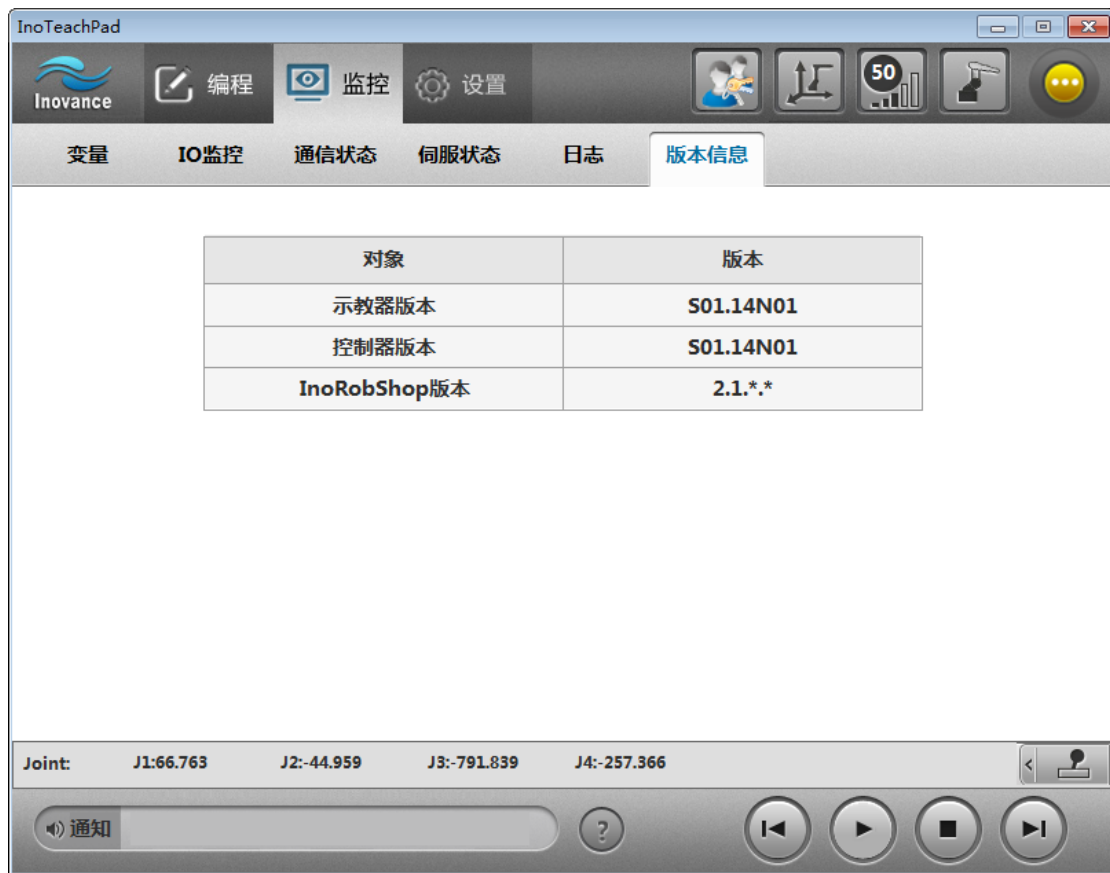 InoTeachPad
Inovance 编程 监控 设置 50
变量 IO监控 通信状态 伺服状态 日志 版本信息
对象 版本
示教器版本 S01.14N01
控制器版本 S01.14N01
InoRobShop版本 2.1.*.*
Joint: J1:66.763 J2:-44.959 J3:-791.839 J4:-257.366 <
通知 ?